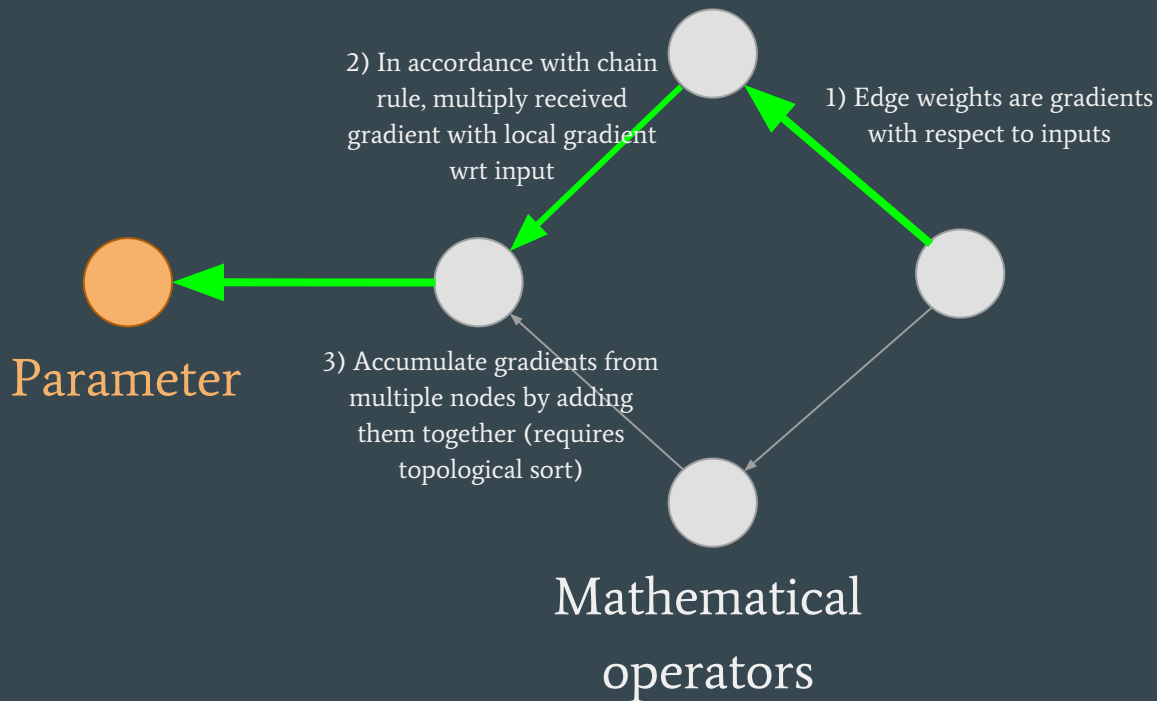 2) In accordance with chain
rule, multiply received
gradient with local gradient
wrt input
1) Edge weights are gradients
with respect to inputs
Parameter
3) Accumulate gradients from
multiple nodes by adding
them together (requires
topological sort)
Mathematical
operators